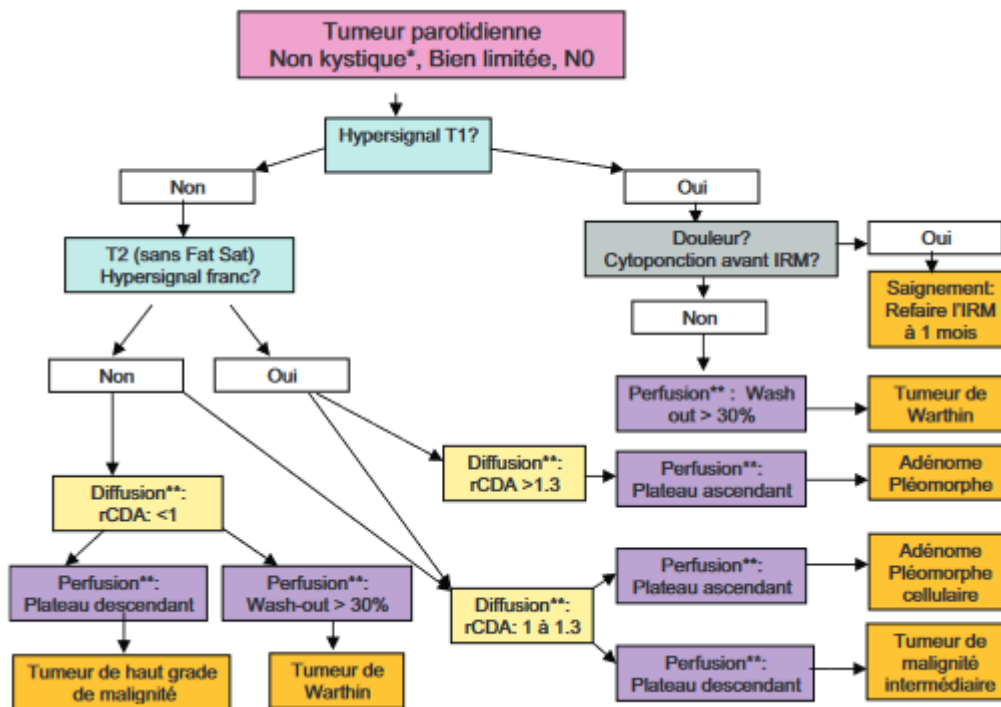 Tumeur parotidienne
Non kystique*, Bien limitée, N0
Hypersignal T1?
Non
Oui
T2 (sans Fat Sat)
Hypersignal franc?
Douleur?
Cytoponction avant IRM?
Oui
Saignement:
Refaire l'IRM
à 1 mois
Non
Non
Oui
Perfusion** : Wash
out > 30%
Tumeur de
Warthin
Diffusion**:
rCDA >1.3
Perfusion**:
Plateau ascendant
Adénome
Pléomorphe
Diffusion**:
rCDA: <1
Perfusion**:
Plateau descendant
Perfusion**:
Wash-out > 30%
Diffusion**:
rCDA: 1 à 1.3
Perfusion**:
Plateau ascendant
Adénome
Pléomorphe
cellulaire
Tumeur de haut grade
de malignité
Tumeur de
Warthin
Perfusion**:
Plateau descendant
Tumeur de
malignité
intermédiaire